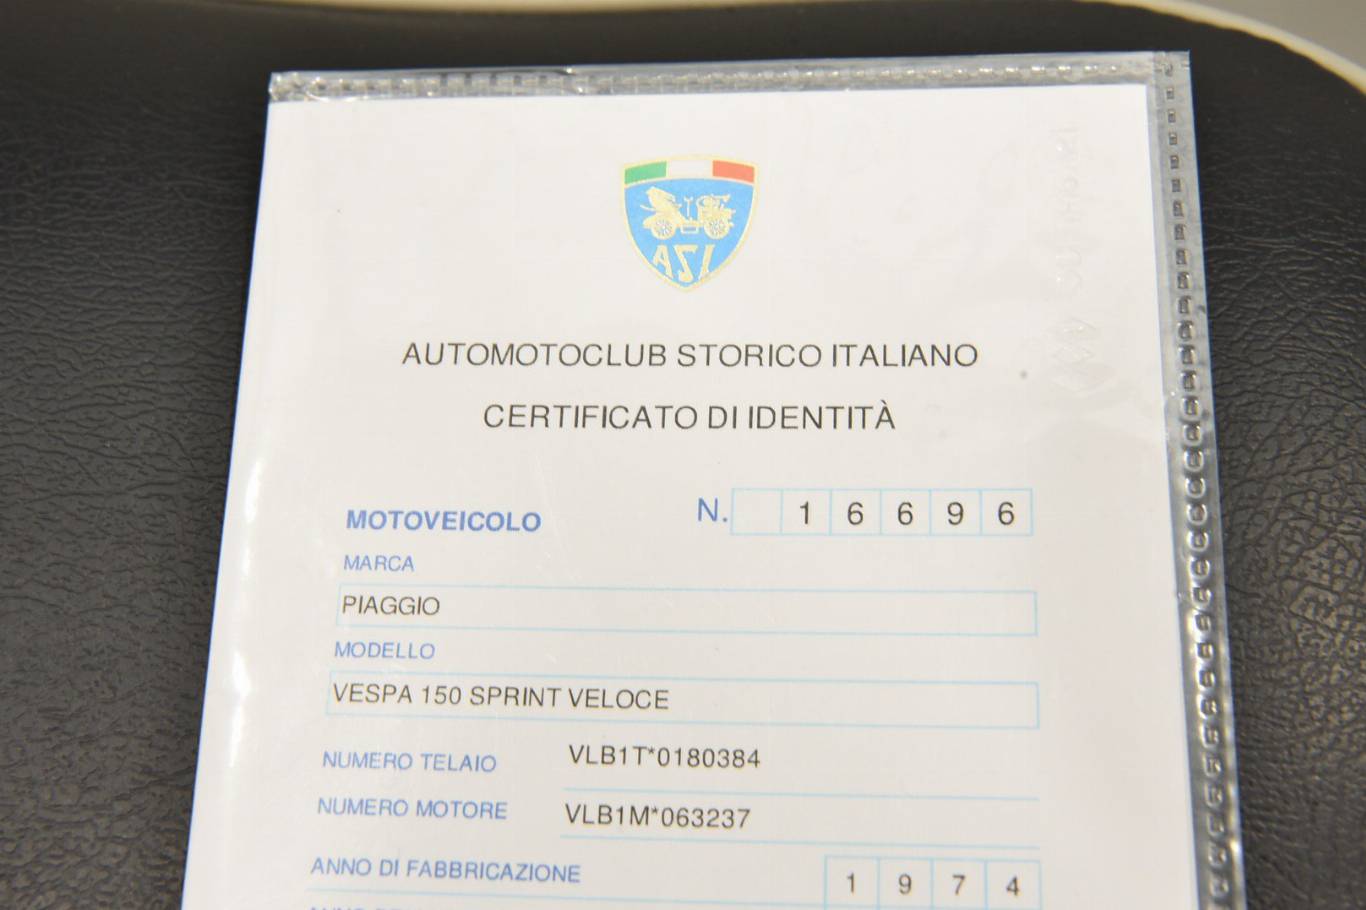 ASI
AUTOMOTOCLUB STORICO ITALIANO
CERTIFICATO DI IDENTITÀ
MOTOVEICOLO N. 16696
MARCA
PIAGGIO
MODELLO
VESPA 150 SPRINT VELOCE
NUMERO TELAIO VLB1T*0180384
NUMERO MOTORE VLB1M*063237
ANNO DI FABBRICAZIONE 1974